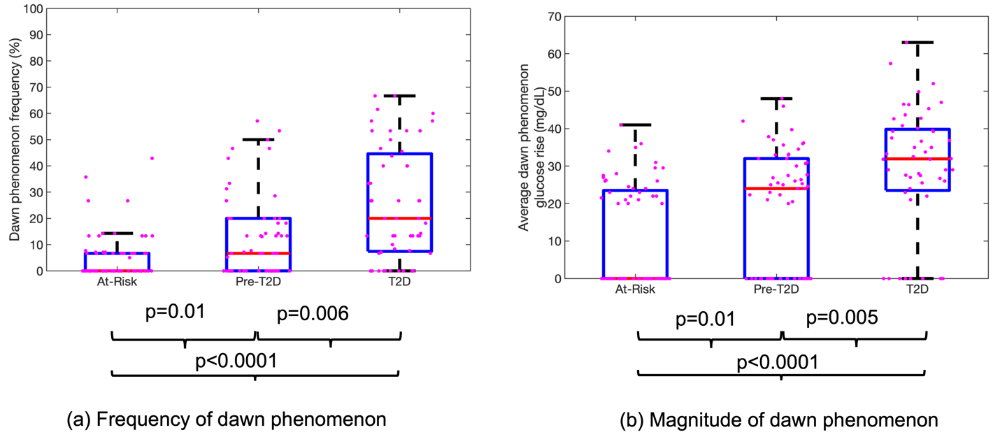 Dawn phenomenon frequency (%)
100
90
80
70
60
50
40
30
20
10
0
At-Risk
Pre-T2D
T2D
p=0.01
p=0.006
p<0.0001
(a) Frequency of dawn phenomenon
Average dawn phenomenon
glucose rise (mg/dL)
70
60
50
40
30
20
10
0
At-Risk
Pre-T2D
T2D
p=0.01
p=0.005
p<0.0001
(b) Magnitude of dawn phenomenon